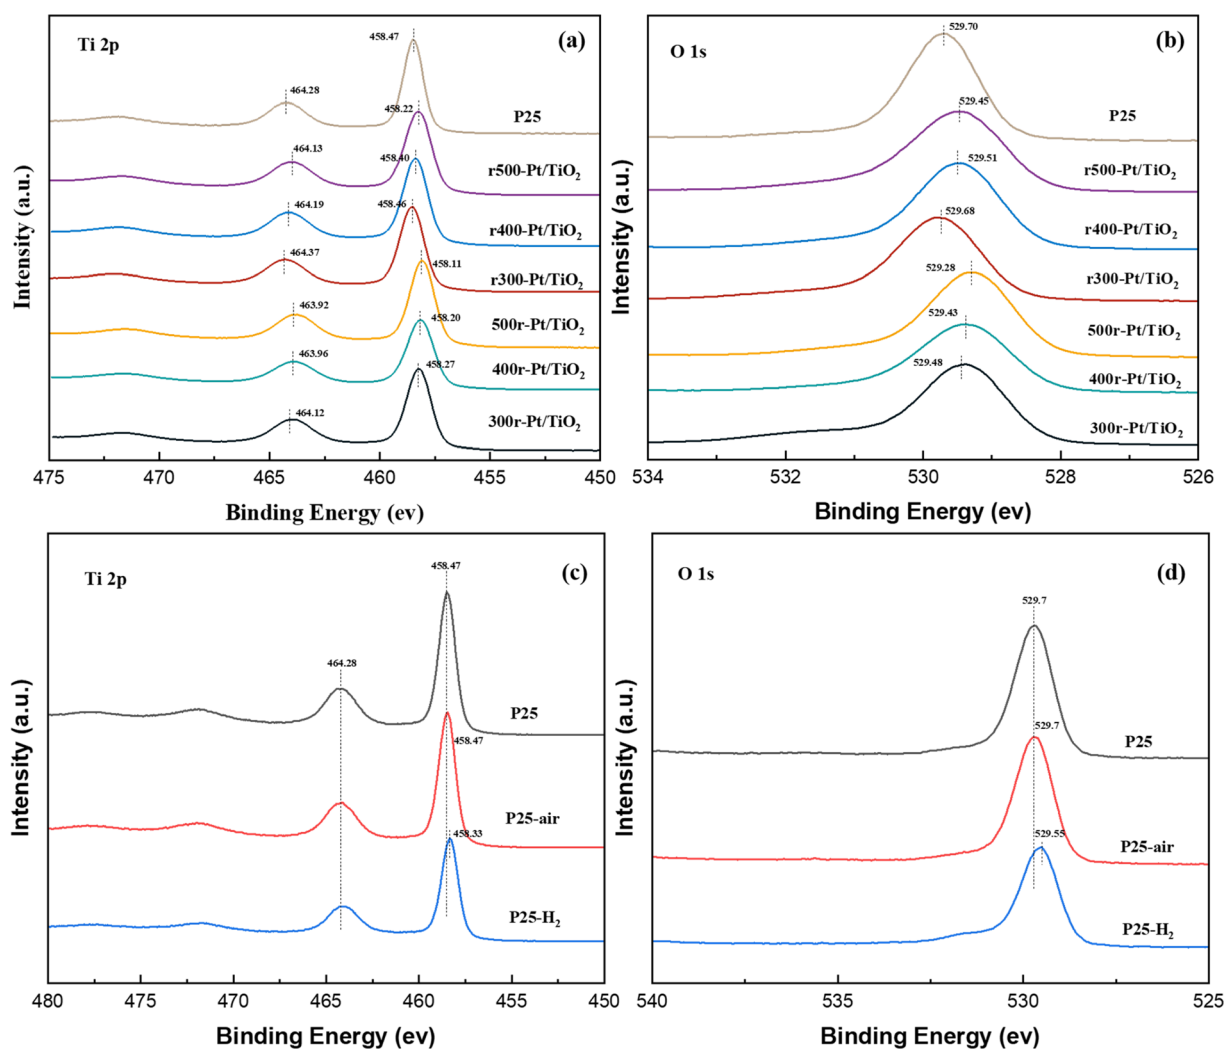 Ti 2p
(a)
458.47
464.28
P25
458.22
464.13
r500-Pt/TiO2
458.40
464.19
r400-Pt/TiO2
458.46
464.37
r300-Pt/TiO2
458.11
463.92
500r-Pt/TiO2
458.20
463.96
400r-Pt/TiO2
458.27
464.12
300r-Pt/TiO2
Intensity (a.u.)
475 470 465 460 455 450
Binding Energy (ev)
O 1s
(b)
529.70
P25
529.45
r500-Pt/TiO2
529.51
r400-Pt/TiO2
529.68
r300-Pt/TiO2
529.28
500r-Pt/TiO2
529.43
400r-Pt/TiO2
529.48
300r-Pt/TiO2
Intensity (a.u.)
534 532 530 528 526
Binding Energy (ev)
Ti 2p
(c)
458.47
464.28
P25
458.47
P25-air
458.33
P25-H2
Intensity (a.u.)
480 475 470 465 460 455 450
Binding Energy (ev)
O 1s
(d)
529.7
P25
529.7
P25-air
529.55
P25-H2
Intensity (a.u.)
540 535 530 525
Binding Energy (ev)